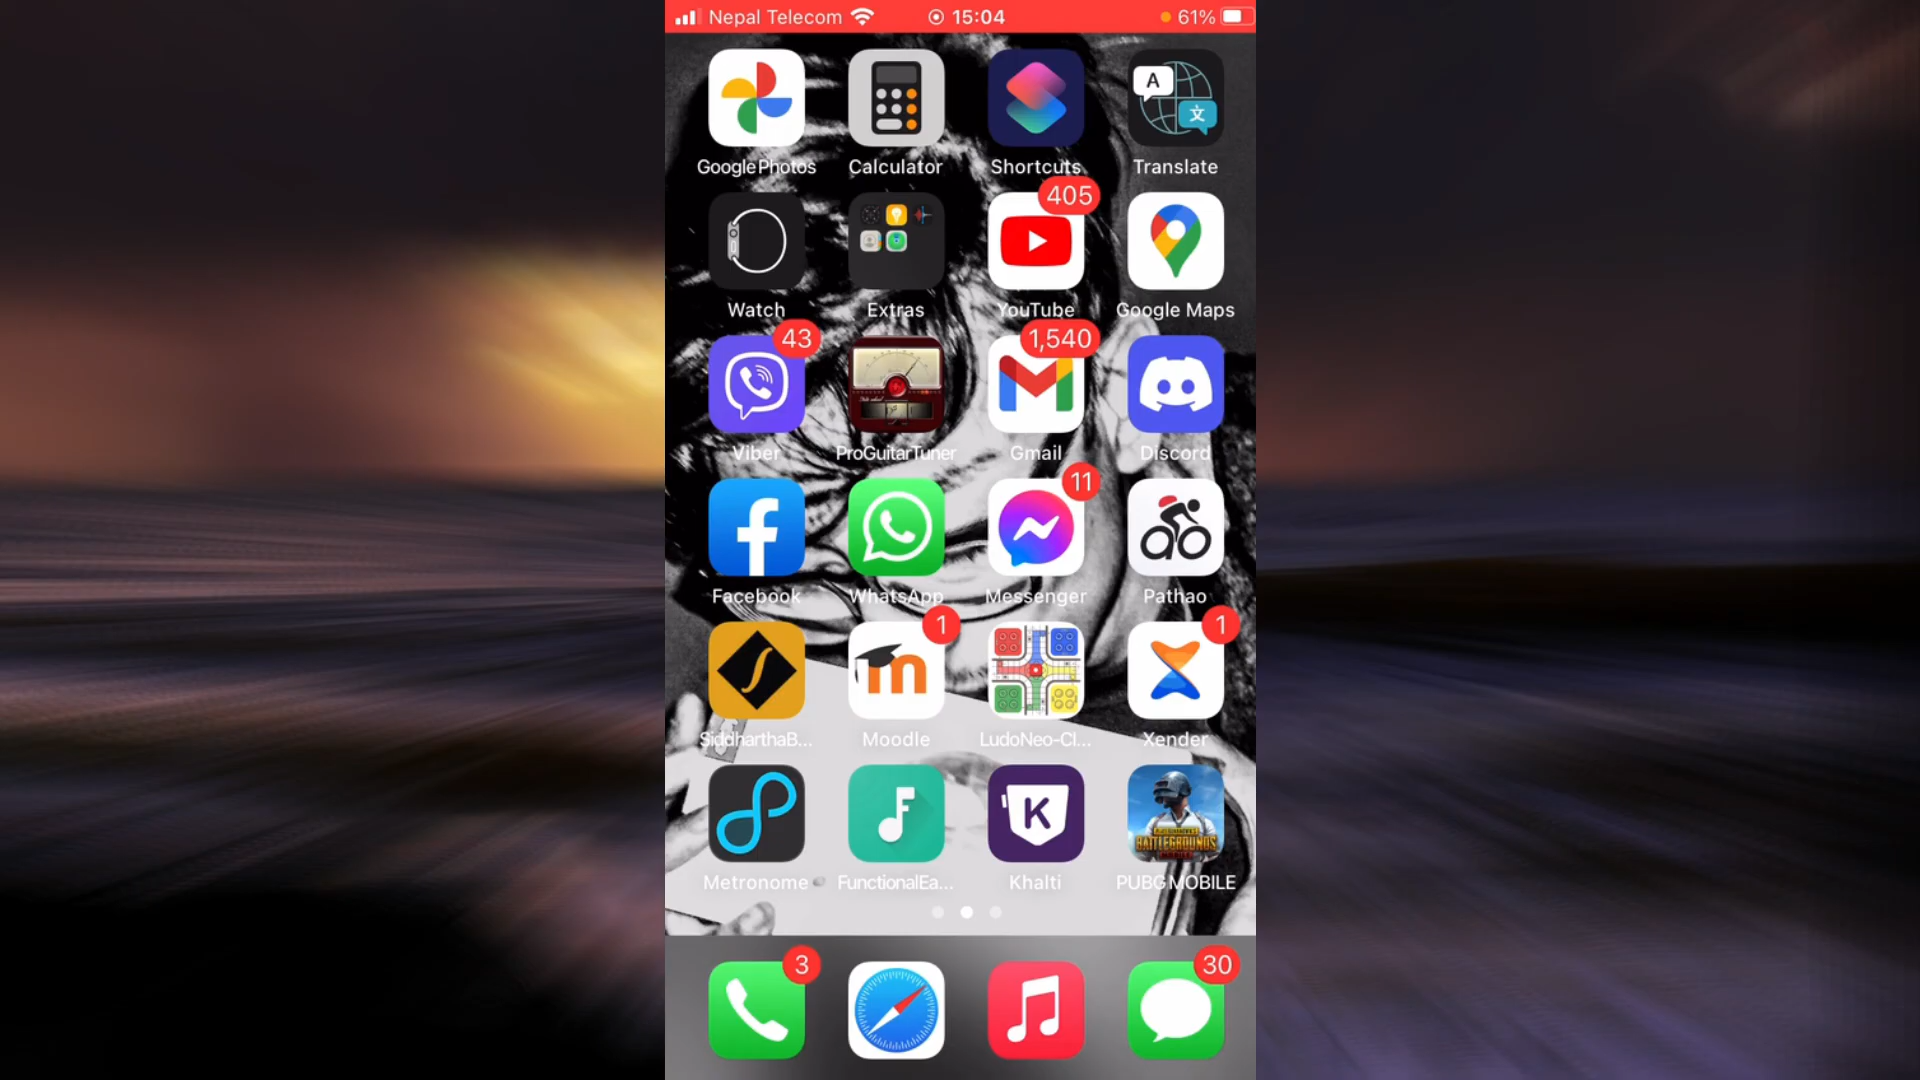 Nepal Telecom 15:04 61%
A 文
Google Photos Calculator Shortcuts Translate
405
Watch Extras YouTube Google Maps
43 1,540
Viber ProGuitarTuner Gmail Discord
11
Facebook WhatsApp Messenger Pathao
1 1
m
SiddharthaB... Moodle LudoNeo-Cl... Xender
K
BATTLEGROUNDS
Metronome FunctionalEa... Khalti PUBG MOBILE
3 30